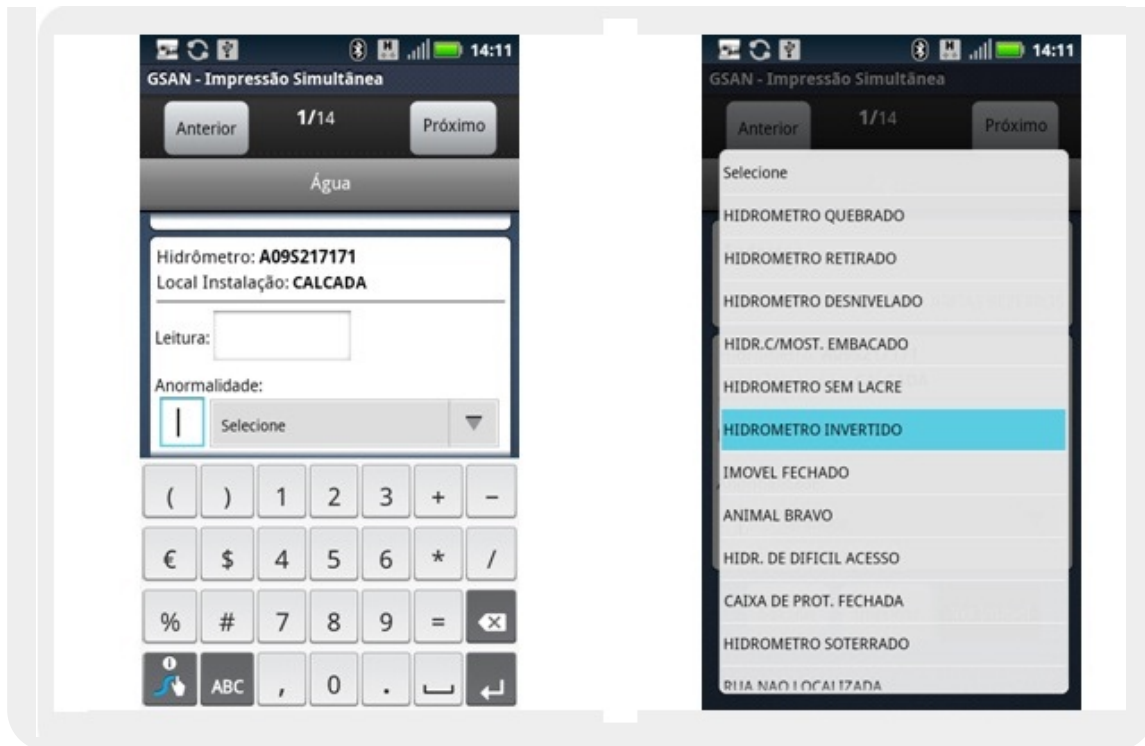 14:11
GSAN - Impressão Simultânea
Anterior 1/14 Próximo
Água
Hidrômetro: A09S217171
Local Instalação: CALCADA
Leitura:
Anormalidade:
Selecione
( ) 1 2 3 + -
€ $ 4 5 6 * /
% # 7 8 9 =
ABC , 0 .
14:11
GSAN - Impressão Simultânea
Anterior 1/14 Próximo
Selecione
HIDROMETRO QUEBRADO
HIDROMETRO RETIRADO
HIDROMETRO DESNIVELADO
HIDR.C/MOST. EMBACADO
HIDROMETRO SEM LACRE
HIDROMETRO INVERTIDO
IMOVEL FECHADO
ANIMAL BRAVO
HIDR. DE DIFICIL ACESSO
CAIXA DE PROT. FECHADA
HIDROMETRO SOTERRADO
RUA NAO LOCALIZADA